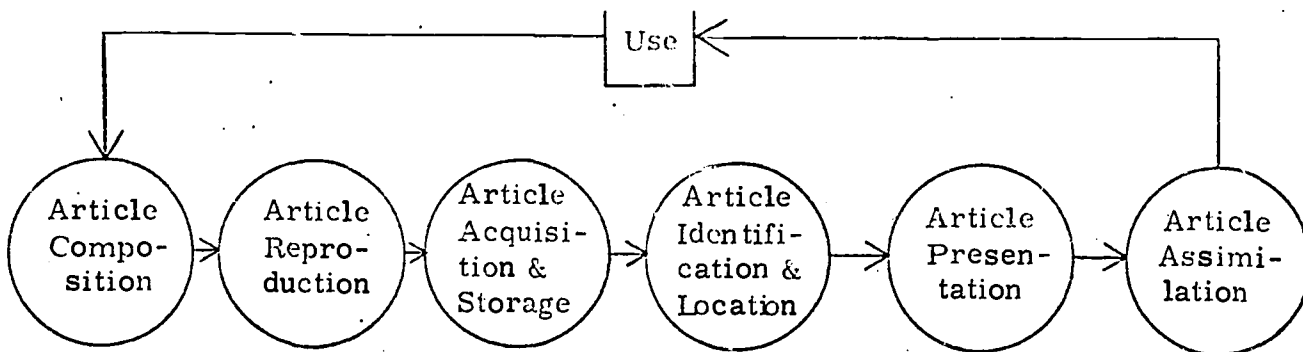 Use
Article
Compo-
sition
Article
Repro-
duction
Article
Acquisi-
tion &
Storage
Article
Identifi-
cation &
Location
Article
Presen-
tation
Article
Assimi-
lation